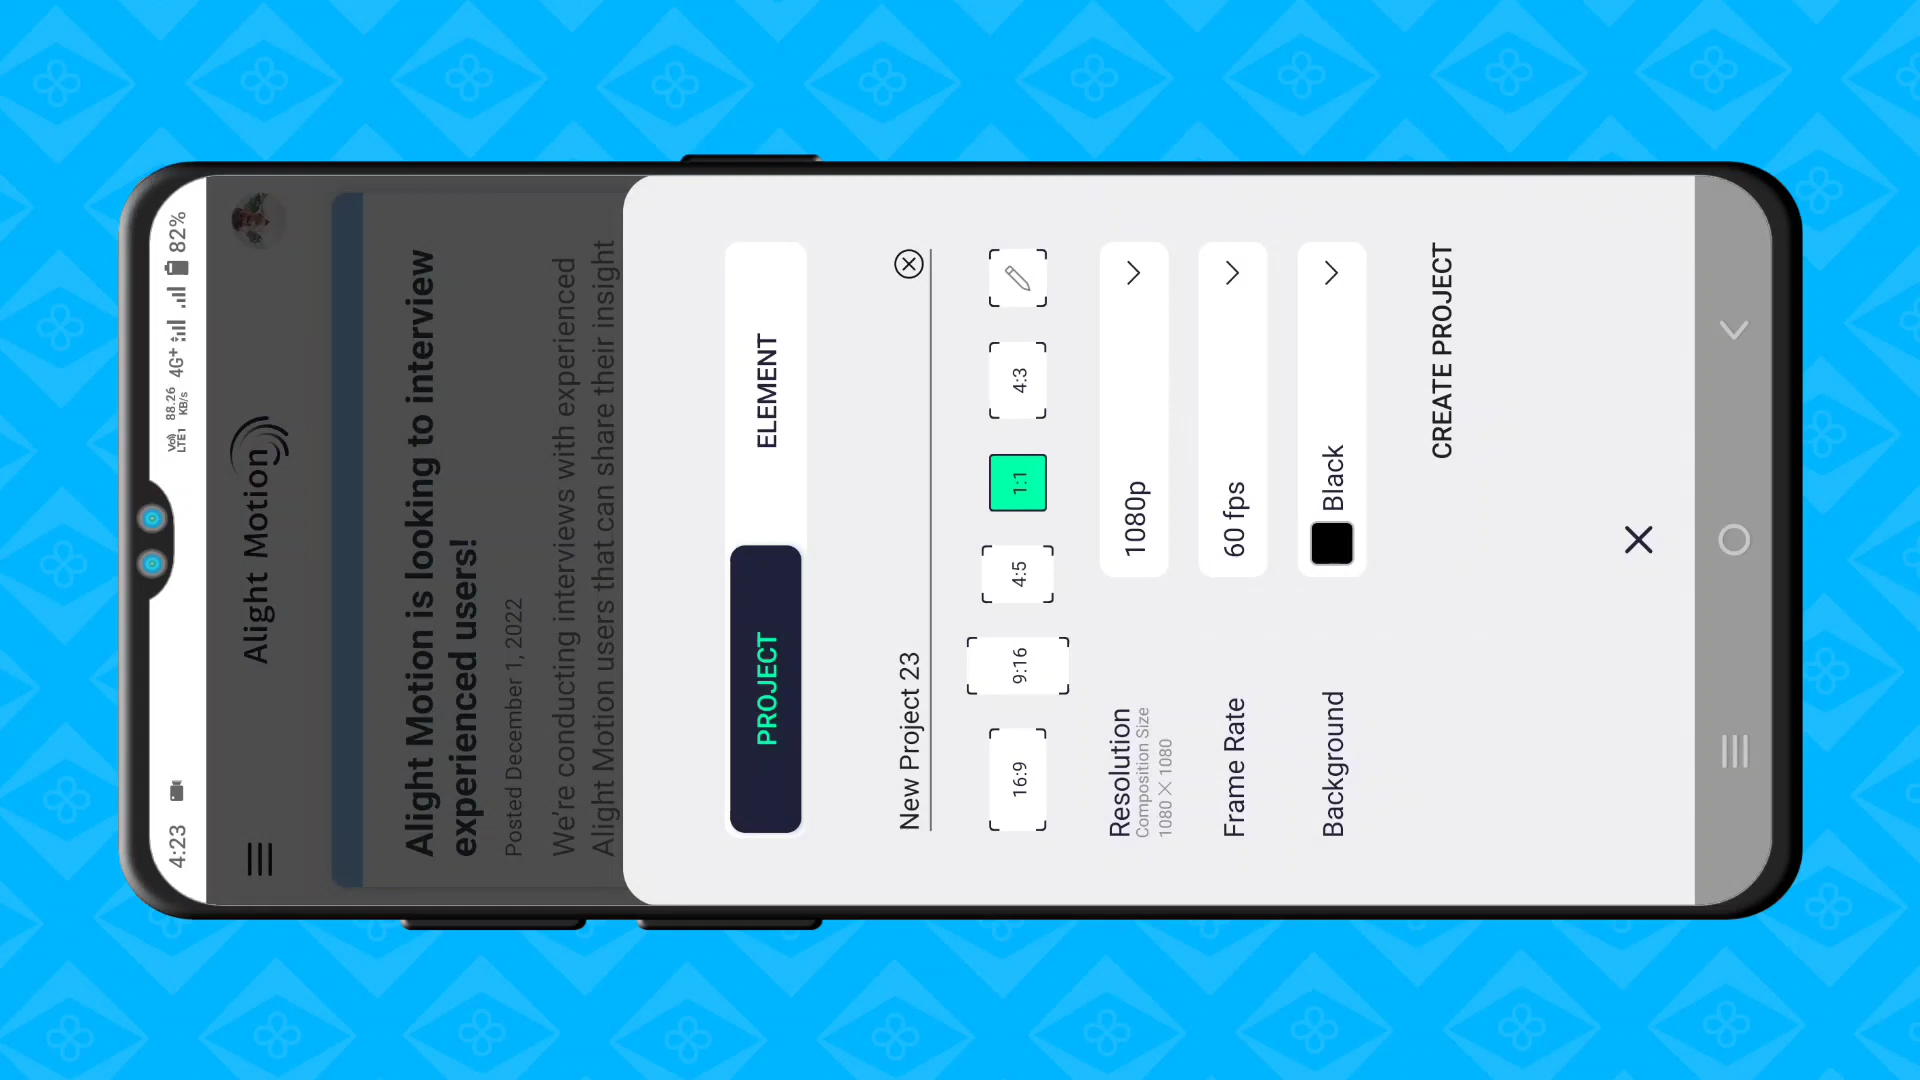 4:23
VoI) LTE1
88.26 KB/s
4G+
82%
Alight Motion
Alight Motion is looking to interview
experienced users!
Posted December 1, 2022
We're conducting interviews with experienced
Alight Motion users that can share their insight
PROJECT
ELEMENT
New Project 23
16:9
9:16
4:5
1:1
4:3
Resolution
Composition Size
1080 X 1080
1080p
Frame Rate
60 fps
Background
Black
CREATE PROJECT